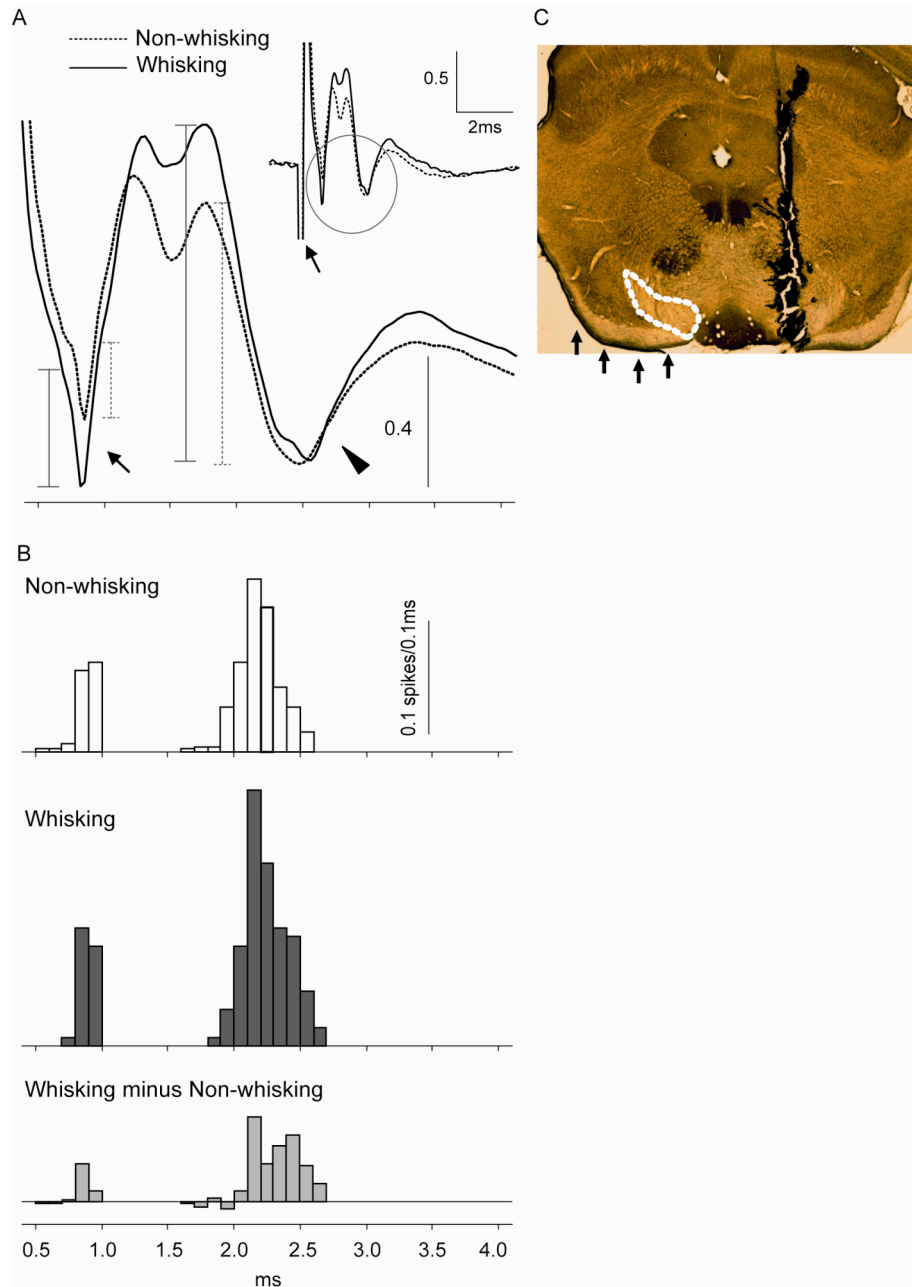 A
Non-whisking
Whisking
0.5
2ms
0.4
C
B
Non-whisking
0.1 spikes/0.1ms
Whisking
Whisking minus Non-whisking
0.5 1.0 1.5 2.0 2.5 3.0 3.5 4.0
ms